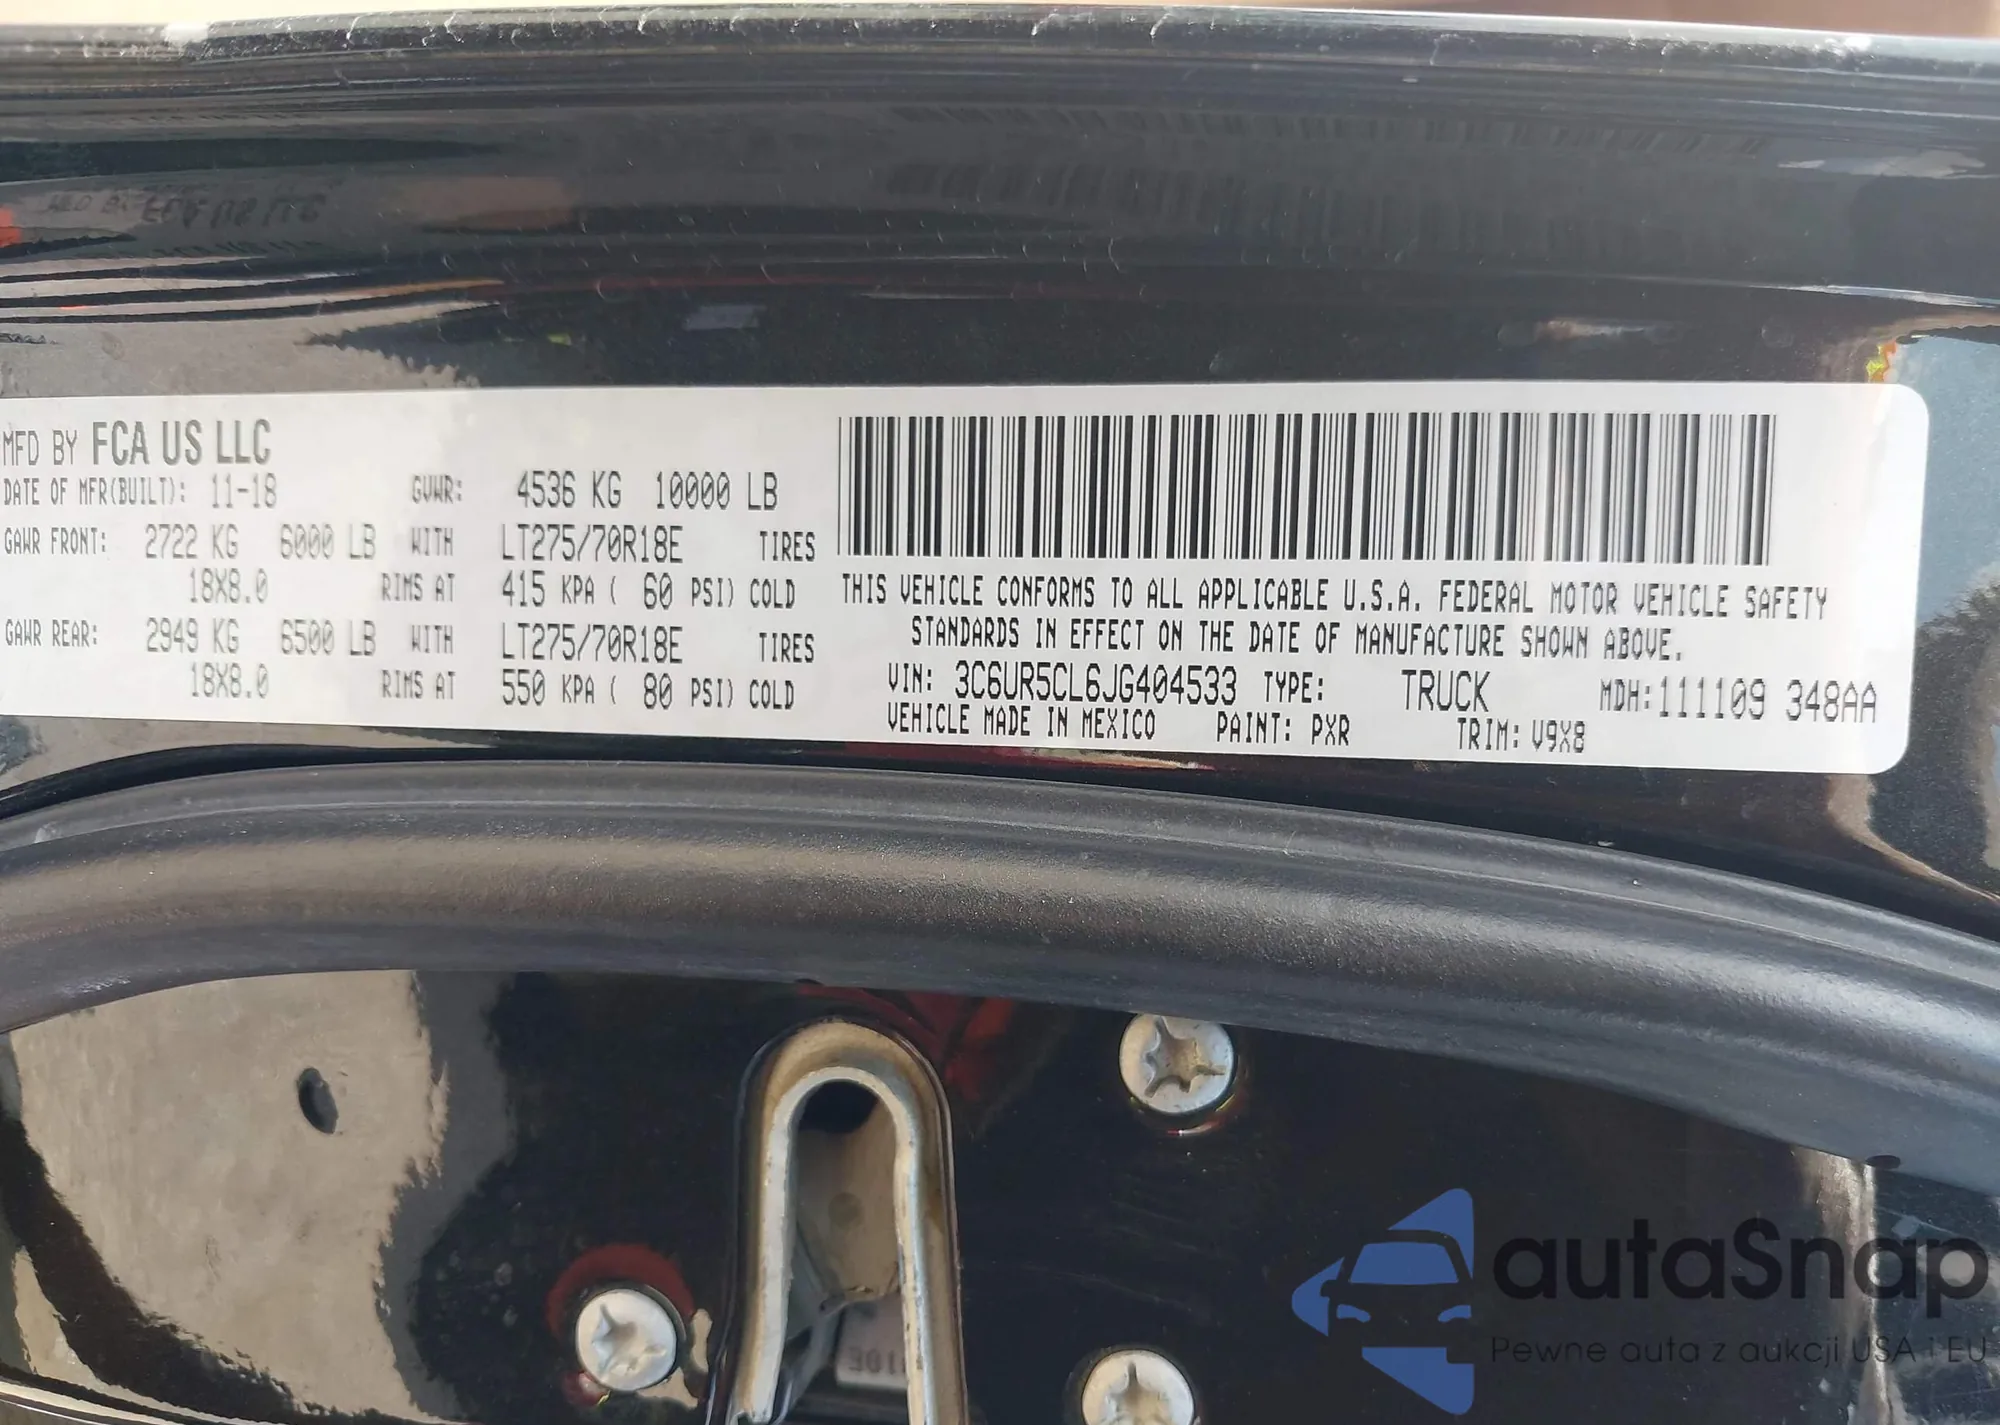 MFD BY FCA US LLC
DATE OF MFR(BUILT): 11-18 GVWR: 4536 KG 10000 LB
GAWR FRONT: 2722 KG 6000 LB WITH LT275/70R18E TIRES
18X8.0 RIMS AT 415 KPA ( 60 PSI) COLD
GAWR REAR: 2949 KG 6500 LB WITH LT275/70R18E TIRES
18X8.0 RIMS AT 550 KPA ( 80 PSI) COLD
THIS VEHICLE CONFORMS TO ALL APPLICABLE U.S.A. FEDERAL MOTOR VEHICLE SAFETY
STANDARDS IN EFFECT ON THE DATE OF MANUFACTURE SHOWN ABOVE.
VIN: 3C6UR5CL6JG404533 TYPE: TRUCK MDH:111109 348AA
VEHICLE MADE IN MEXICO PAINT: PXR TRIM: V9X8
autaSnap
Pewne auta z aukcji USA i EU